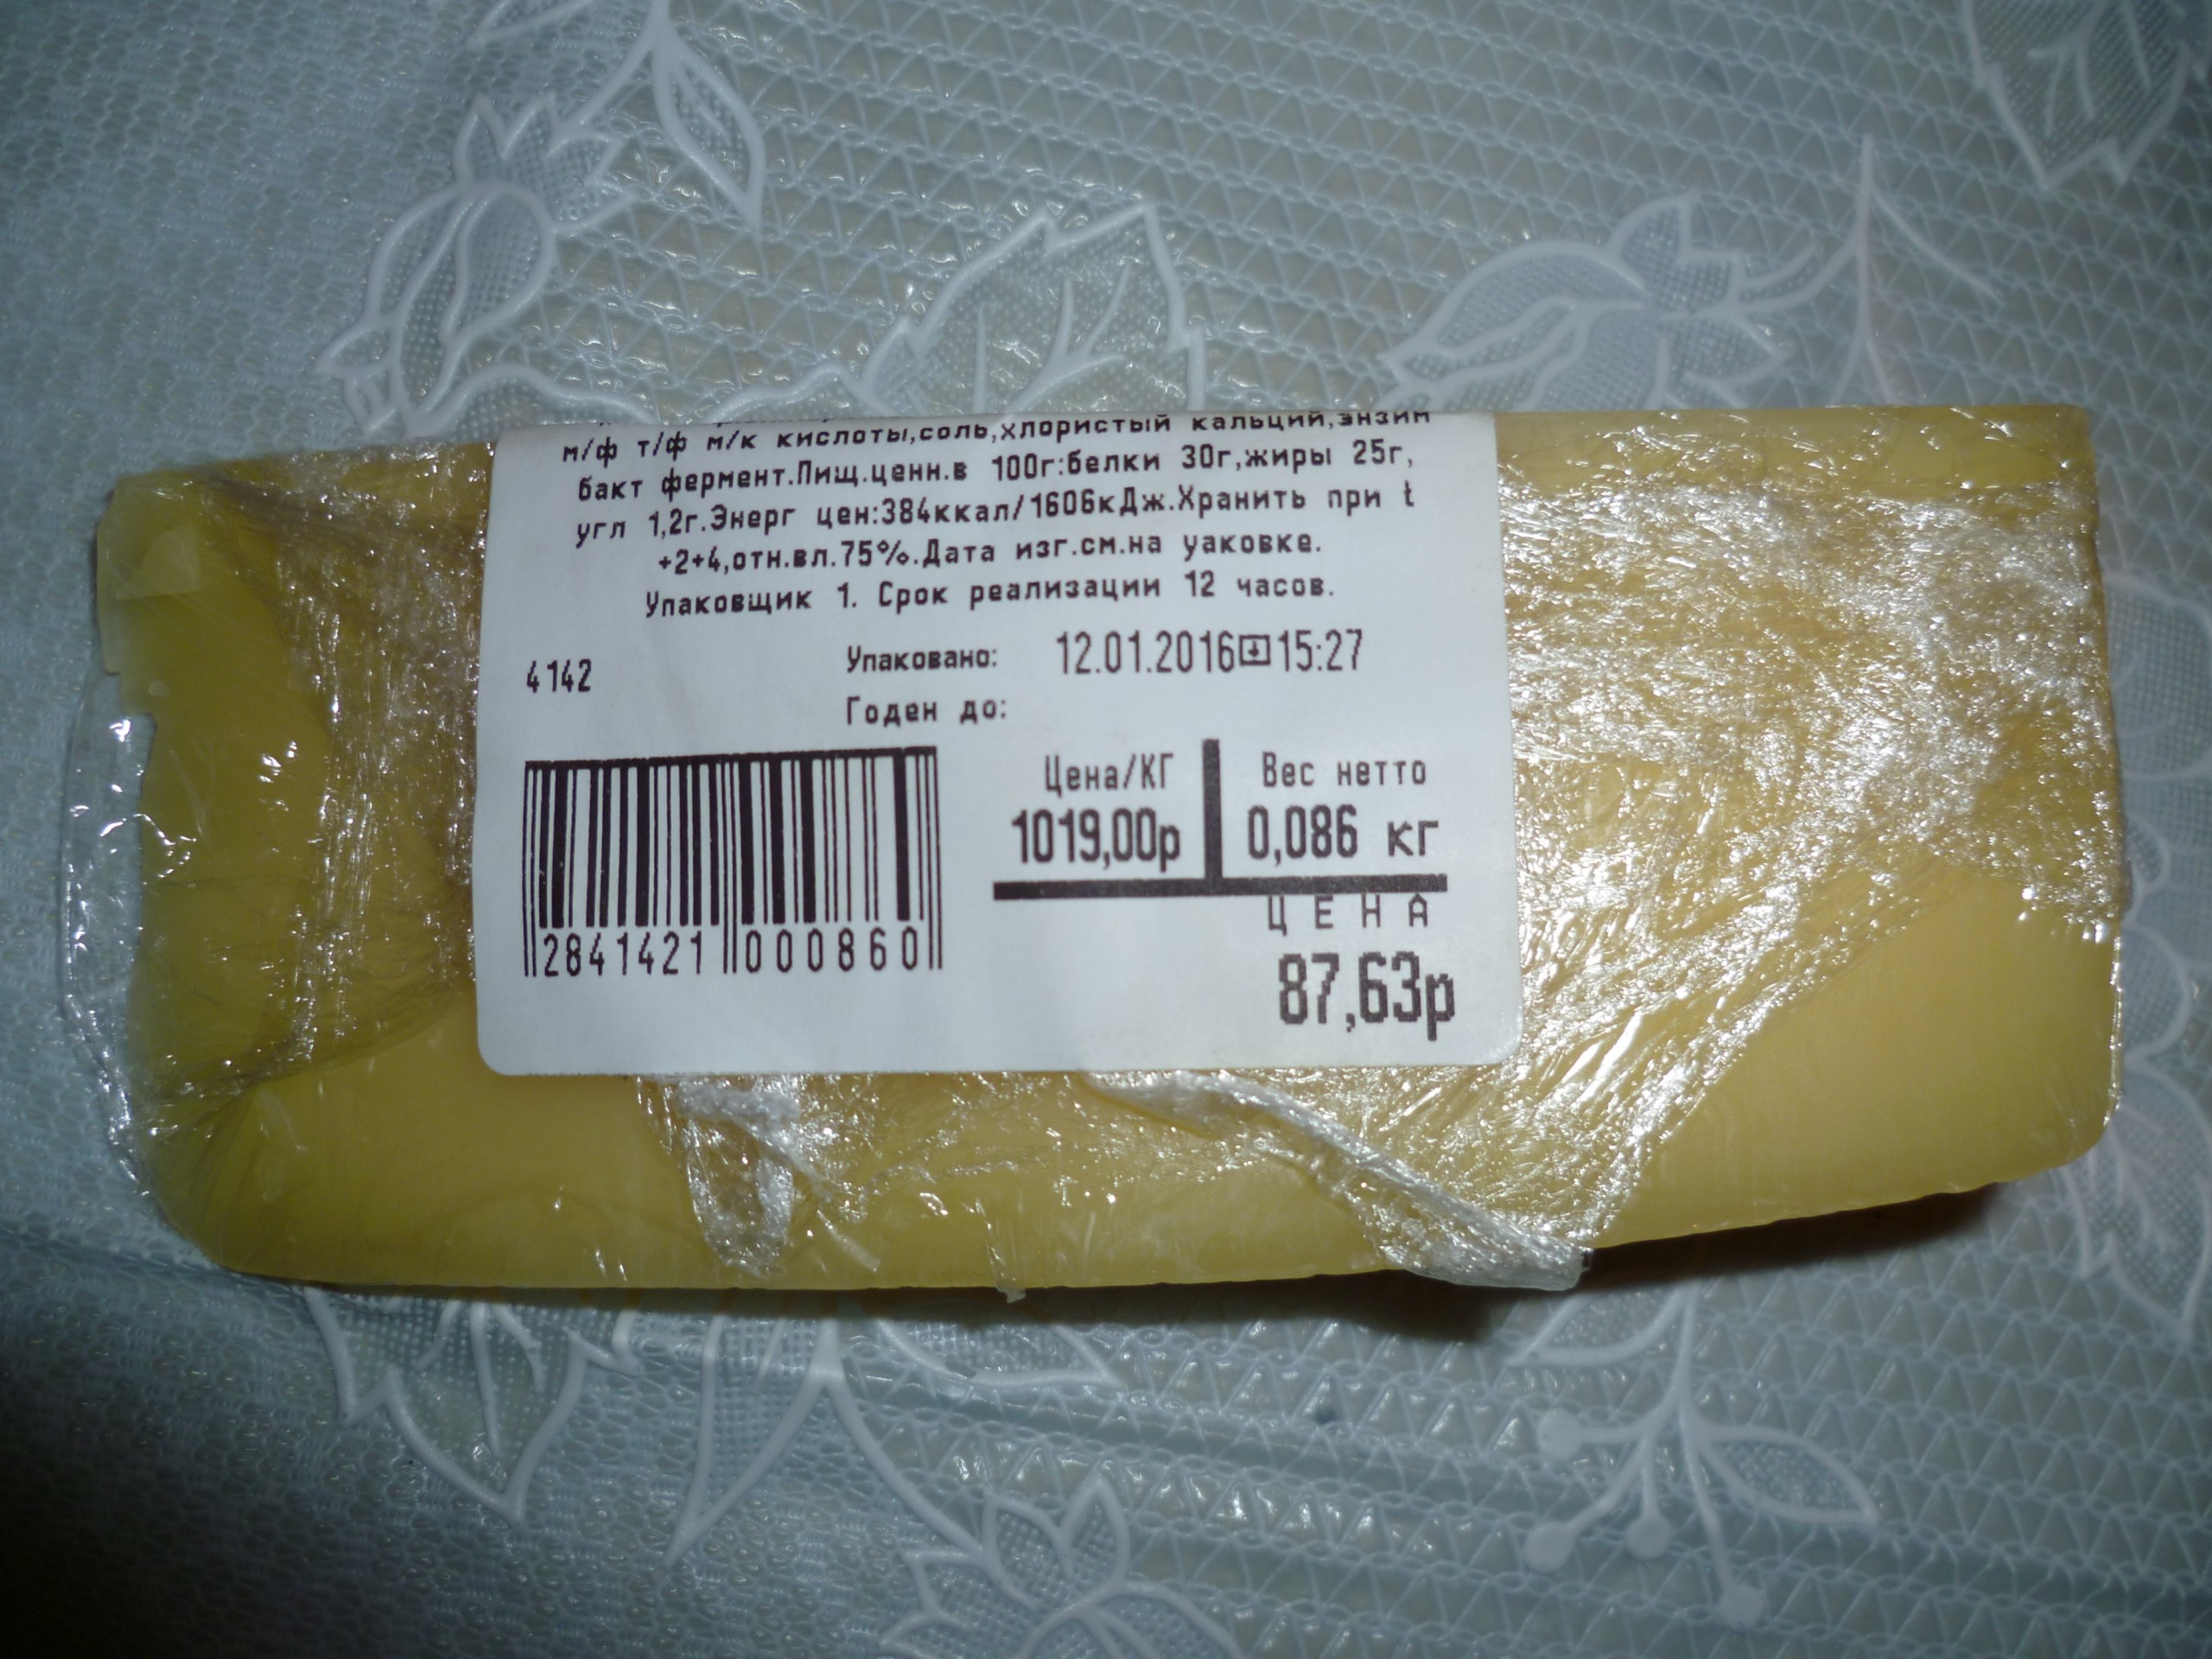 м/ф т/ф м/к кислоты,соль,хлористый кальций,энзим
бакт фермент.Пищ.ценн.в 100г:белки 30г,жиры 25г,
угл 1,2г.Энерг цен:384ккал/1606кДж.Хранить при t
+2+4,отн.вл.75%.Дата изг.см.на уаковке.
Упаковщик 1. Срок реализации 12 часов.
4142
Упаковано: 12.01.2016 15:27
Годен до:
Цена/КГ Вес нетто
1019,00р 0,086 кг
ЦЕНА
87,63р
2841421 000860